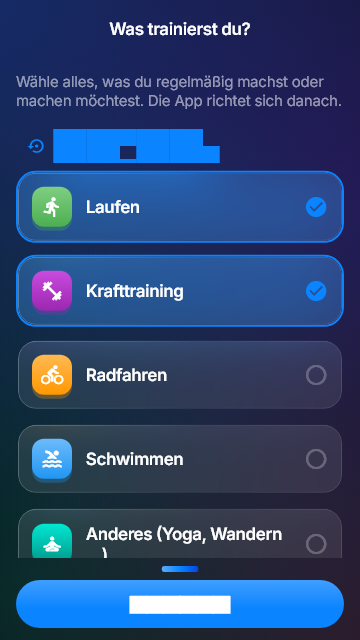 Was trainierst du?
Wähle alles, was du regelmäßig machst oder
machen möchtest. Die App richtet sich danach.
Laufen
Krafttraining
Radfahren
Schwimmen
Anderes (Yoga, Wandern
)